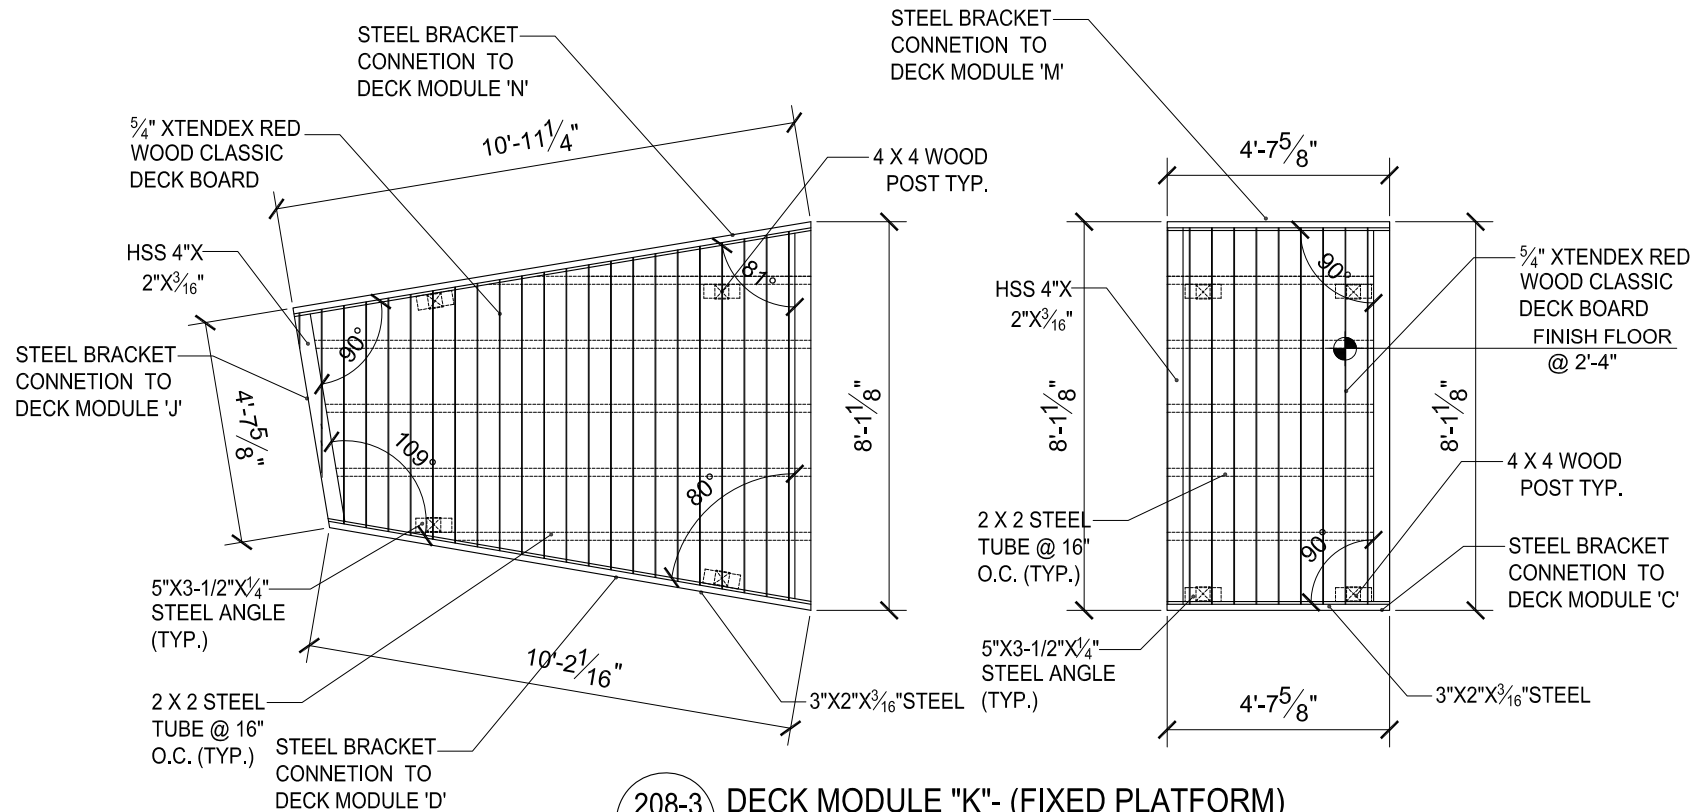 STEEL BRACKET
CONNETION TO
DECK MODULE 'N'
5/4" XTENDEX RED
WOOD CLASSIC
DECK BOARD
10'-11 1/4"
4 X 4 WOOD
POST TYP.
HSS 4"X
2"X3/16"
81°
90°
STEEL BRACKET
CONNETION TO
DECK MODULE 'J'
4'-7 5/8"
8'-1 1/8"
109°
80°
5"X3-1/2"X1/4"
STEEL ANGLE
(TYP.)
10'-2 1/16"
2 X 2 STEEL
TUBE @ 16"
O.C. (TYP.)
3"X2"X3/16"STEEL
STEEL BRACKET
CONNETION TO
DECK MODULE 'D'
STEEL BRACKET
CONNETION TO
DECK MODULE 'M'
4'-7 5/8"
90°
5/4" XTENDEX RED
WOOD CLASSIC
DECK BOARD
FINISH FLOOR
@ 2'-4"
HSS 4"X
2"X3/16"
8'-1 1/8"
8'-1 1/8"
4 X 4 WOOD
POST TYP.
2 X 2 STEEL
TUBE @ 16"
O.C. (TYP.)
90°
STEEL BRACKET
CONNETION TO
DECK MODULE 'C'
5"X3-1/2"X1/4"
STEEL ANGLE
(TYP.)
4'-7 5/8"
3"X2"X3/16"STEEL
208-3 DECK MODULE "K"- (FIXED PLATFORM)